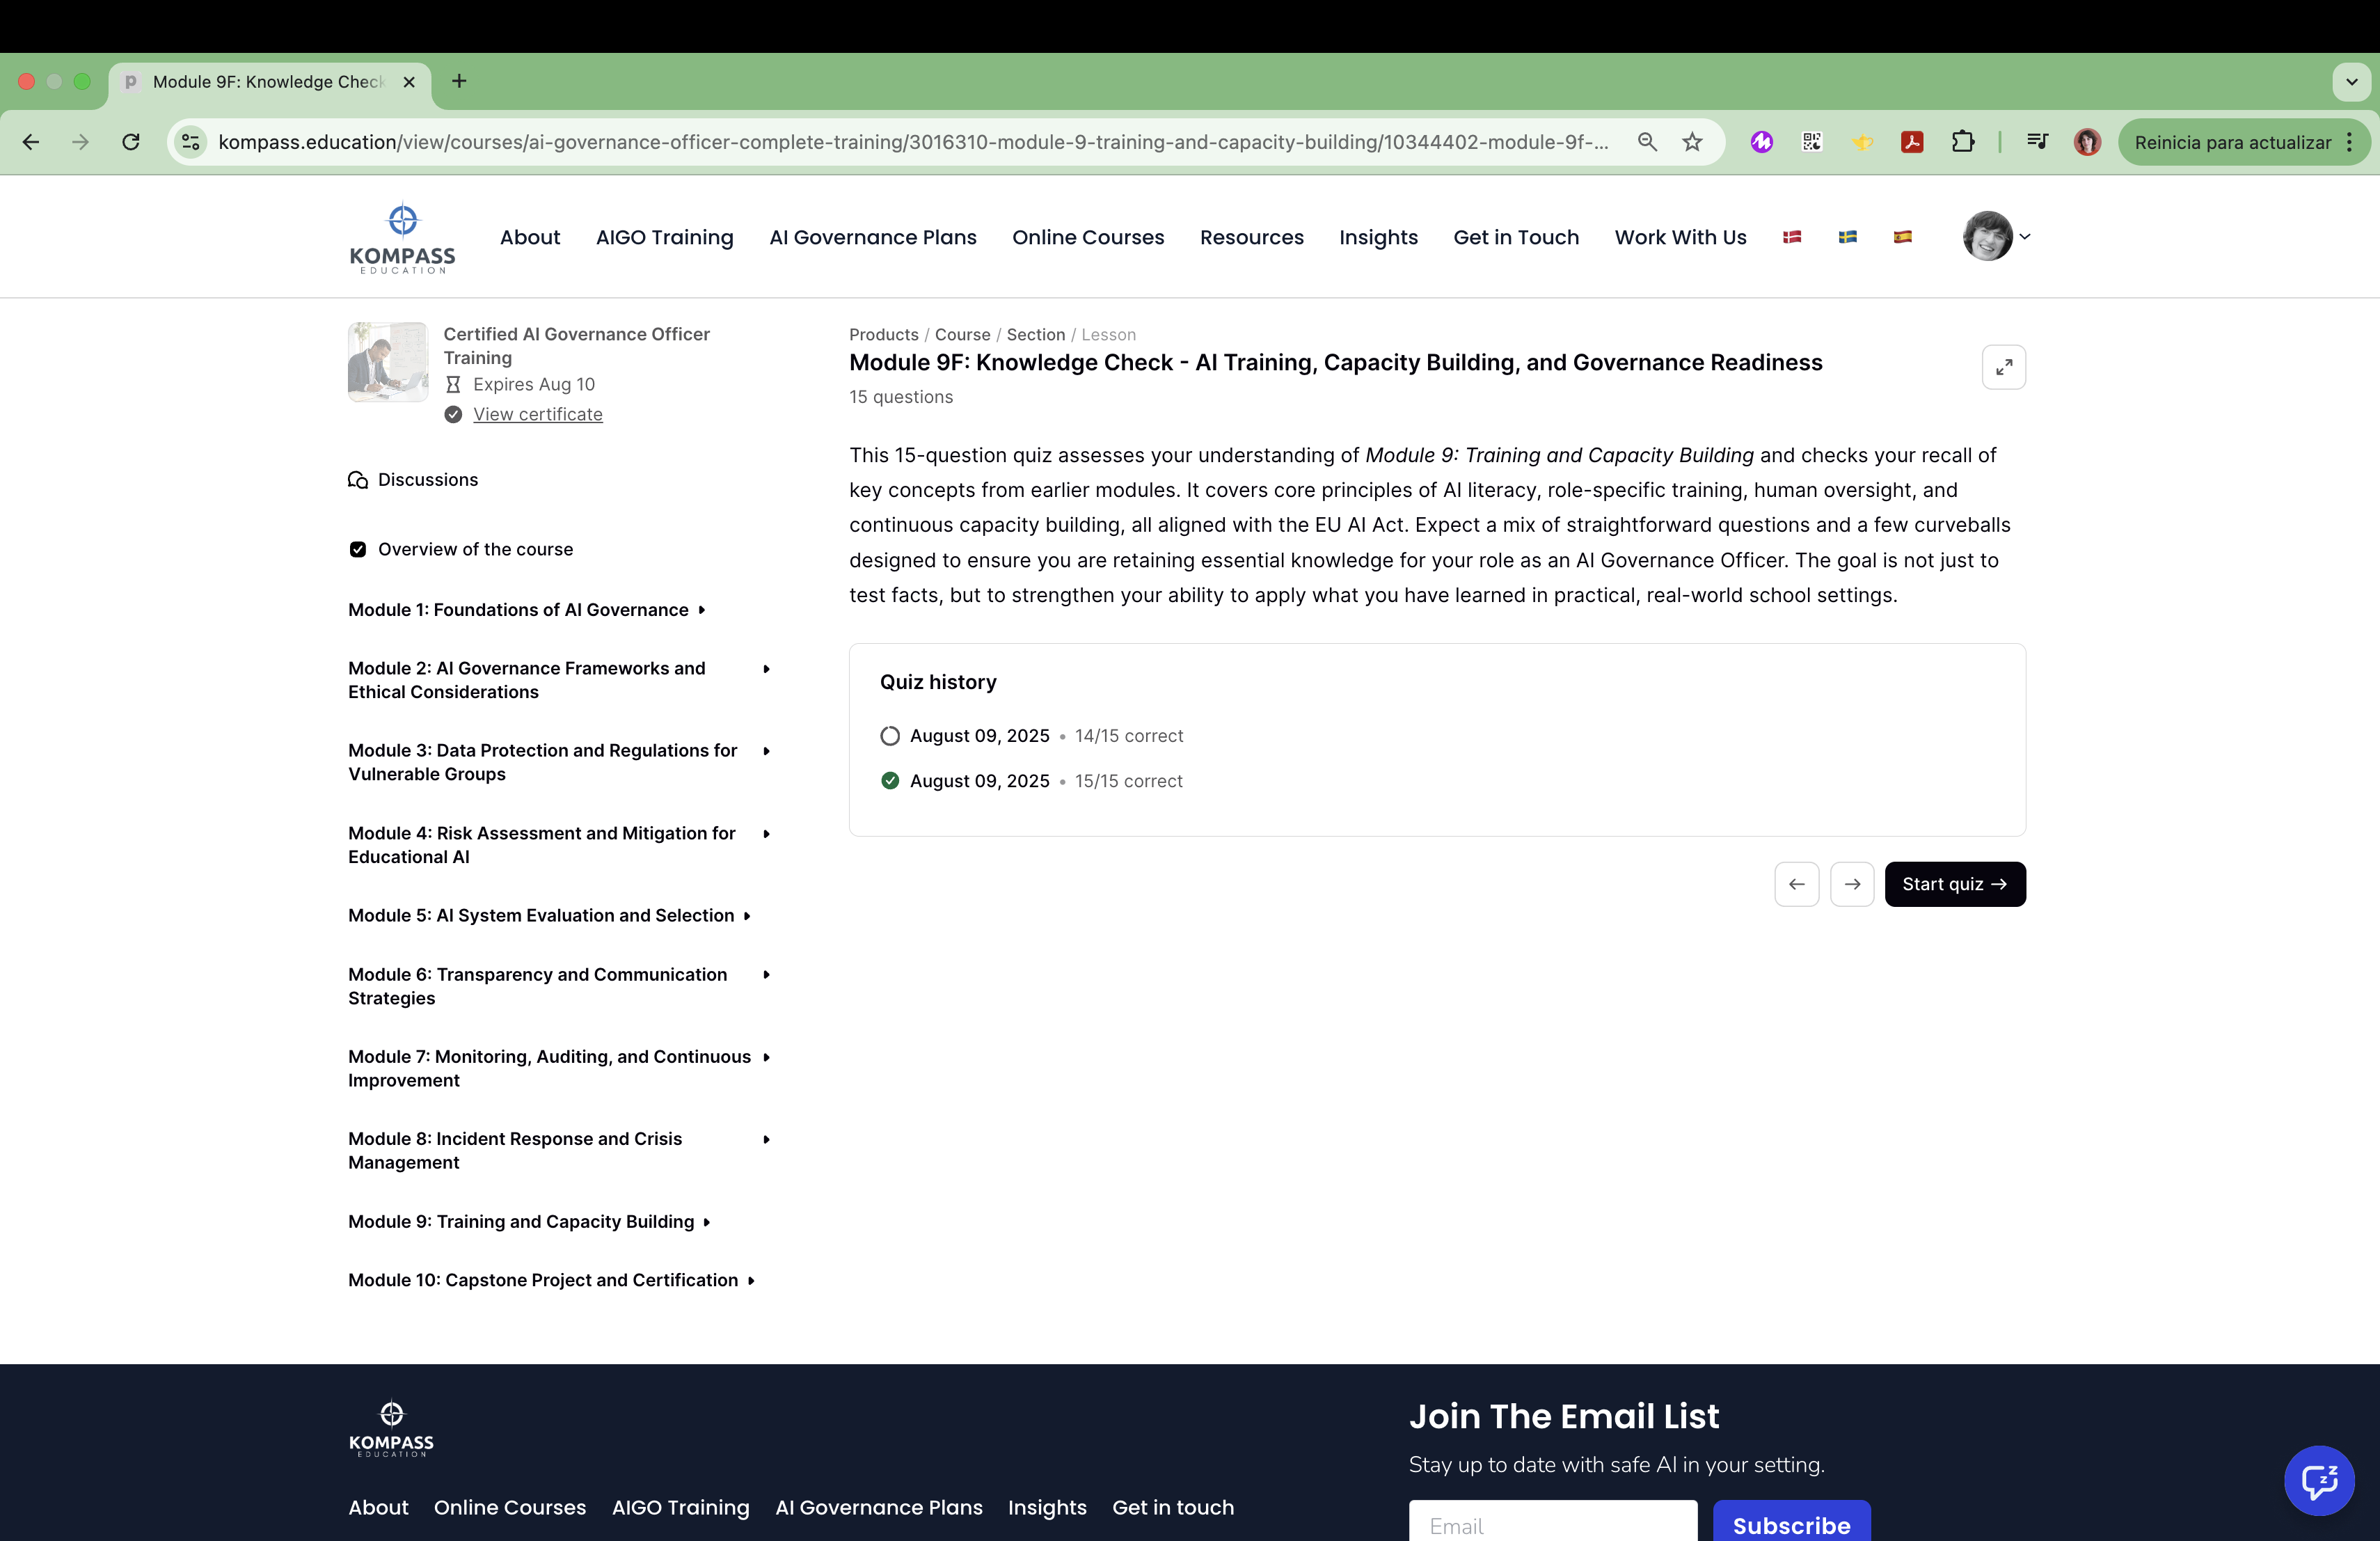 Module 9F: Knowledge Check
kompass.education/view/courses/ai-governance-officer-complete-training/3016310-module-9-training-and-capacity-building/10344402-module-9f-...
Reinicia para actualizar
KOMPASS
EDUCATION
About
AIGO Training
AI Governance Plans
Online Courses
Resources
Insights
Get in Touch
Work With Us
Certified AI Governance Officer
Training
Expires Aug 10
View certificate
Discussions
Overview of the course
Module 1: Foundations of AI Governance
Module 2: AI Governance Frameworks and
Ethical Considerations
Module 3: Data Protection and Regulations for
Vulnerable Groups
Module 4: Risk Assessment and Mitigation for
Educational AI
Module 5: AI System Evaluation and Selection
Module 6: Transparency and Communication
Strategies
Module 7: Monitoring, Auditing, and Continuous
Improvement
Module 8: Incident Response and Crisis
Management
Module 9: Training and Capacity Building
Module 10: Capstone Project and Certification
Products / Course / Section / Lesson
Module 9F: Knowledge Check - AI Training, Capacity Building, and Governance Readiness
15 questions
This 15-question quiz assesses your understanding of Module 9: Training and Capacity Building and checks your recall of
key concepts from earlier modules. It covers core principles of AI literacy, role-specific training, human oversight, and
continuous capacity building, all aligned with the EU AI Act. Expect a mix of straightforward questions and a few curveballs
designed to ensure you are retaining essential knowledge for your role as an AI Governance Officer. The goal is not just to
test facts, but to strengthen your ability to apply what you have learned in practical, real-world school settings.
Quiz history
August 09, 2025 • 14/15 correct
August 09, 2025 • 15/15 correct
Start quiz →
KOMPASS
EDUCATION
About
Online Courses
AIGO Training
AI Governance Plans
Insights
Get in touch
Join The Email List
Stay up to date with safe AI in your setting.
Email
Subscribe